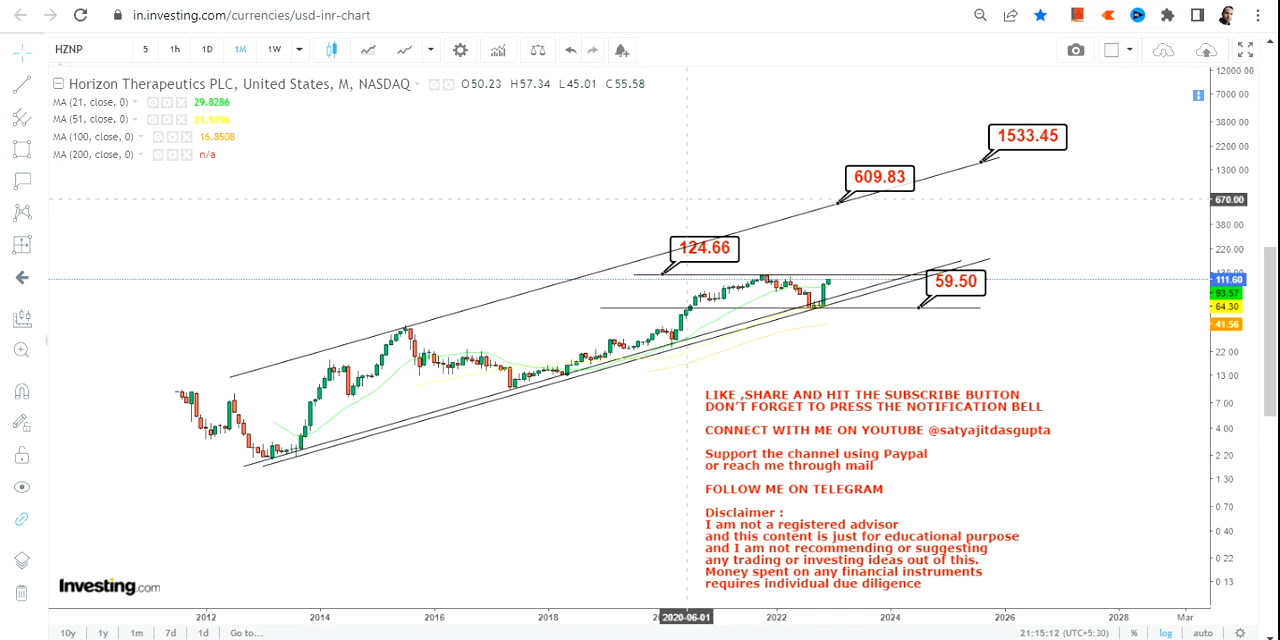 in.investing.com/currencies/usd-inr-chart
HZNP 5 1h 1D 1M 1W
Horizon Therapeutics PLC, United States, M, NASDAQ O50.23 H57.34 L45.01 C55.58
MA (21, close, 0) 29.8286
MA (51, close, 0)
MA (100, close, 0) 16.8508
MA (200, close, 0) n/a
12000.00
7000.00
3800.00
2200.00
1300.00
670.00
380.00
220.00
111.60
93.57
64.30
41.56
22.00
13.00
7.00
4.00
2.20
1.30
0.70
0.40
0.22
0.13
1533.45
609.83
124.66
59.50
LIKE ,SHARE AND HIT THE SUBSCRIBE BUTTON
DON'T FORGET TO PRESS THE NOTIFICATION BELL
CONNECT WITH ME ON YOUTUBE @satyajitdasgupta
Support the channel using Paypal
or reach me through mail
FOLLOW ME ON TELEGRAM
Disclaimer :
I am not a registered advisor
and this content is just for educational purpose
and I am not recommending or suggesting
any trading or investing ideas out of this.
Money spent on any financial instruments
requires individual due diligence
Investing.com
2012 2014 2016 2018 2020-06-01 2022 2024 2026 2028 Mar
10y 1y 1m 7d 1d Go to... 21:15:12 (UTC+5:30) % log auto